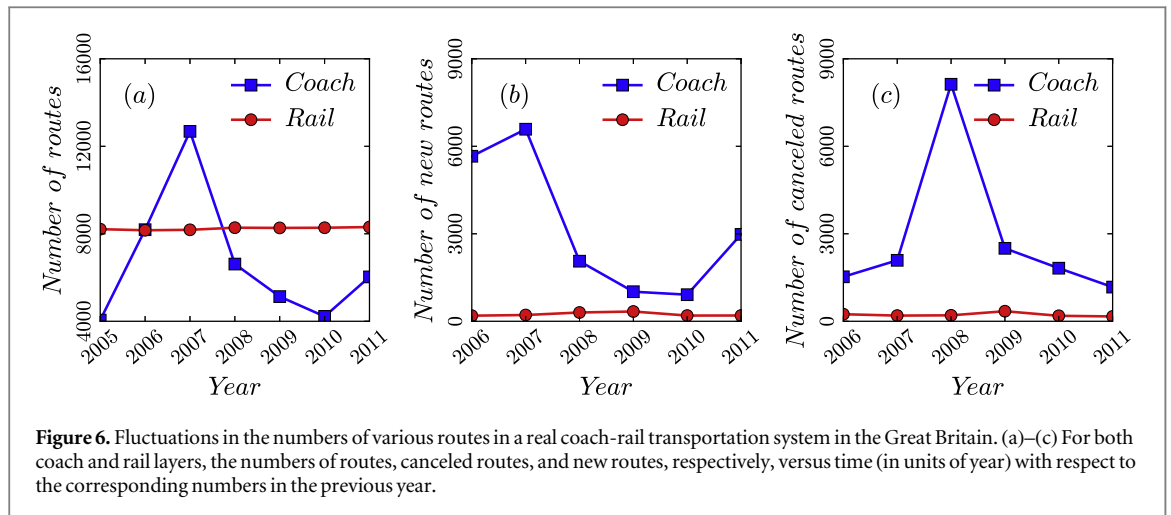 (a)
Coach
Rail
Number of routes
16000
12000
8000
4000
2005 2006 2007 2008 2009 2010 2011
Year
(b)
Coach
Rail
Number of new routes
9000
6000
3000
0
2006 2007 2008 2009 2010 2011
Year
(c)
Coach
Rail
Number of canceled routes
9000
6000
3000
0
2006 2007 2008 2009 2010 2011
Year
Figure 6. Fluctuations in the numbers of various routes in a real coach-rail transportation system in the Great Britain. (a)–(c) For both
coach and rail layers, the numbers of routes, canceled routes, and new routes, respectively, versus time (in units of year) with respect to
the corresponding numbers in the previous year.